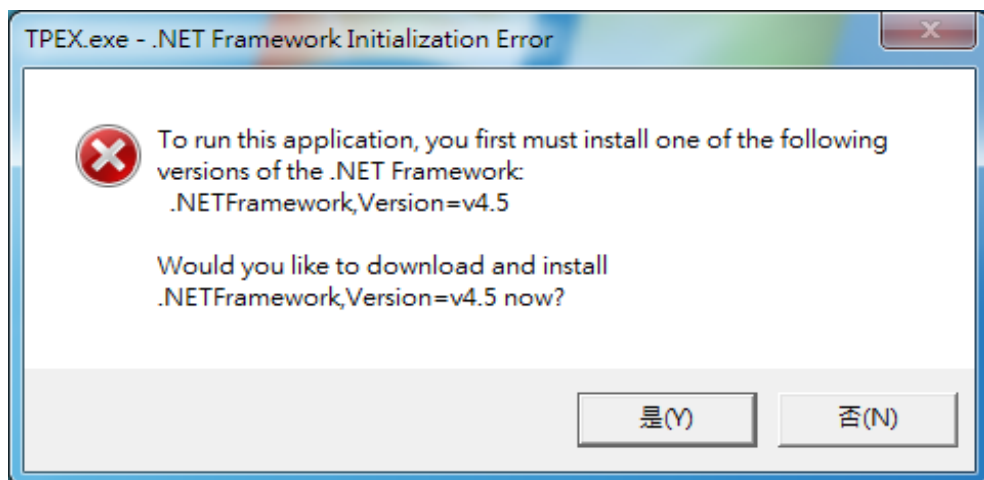 TPEX.exe - .NET Framework Initialization Error
To run this application, you first must install one of the following
versions of the .NET Framework:
.NETFramework,Version=v4.5
Would you like to download and install
.NETFramework,Version=v4.5 now?
是(Y)
否(N)